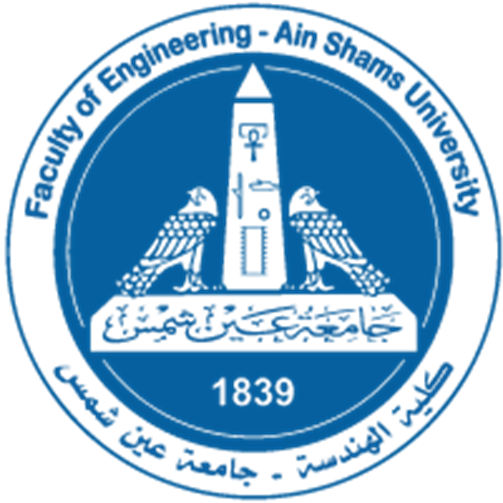 Faculty of Engineering - Ain Shams University
جامعة عين شمس
1839
كلية الهندسة - جامعة عين شمس